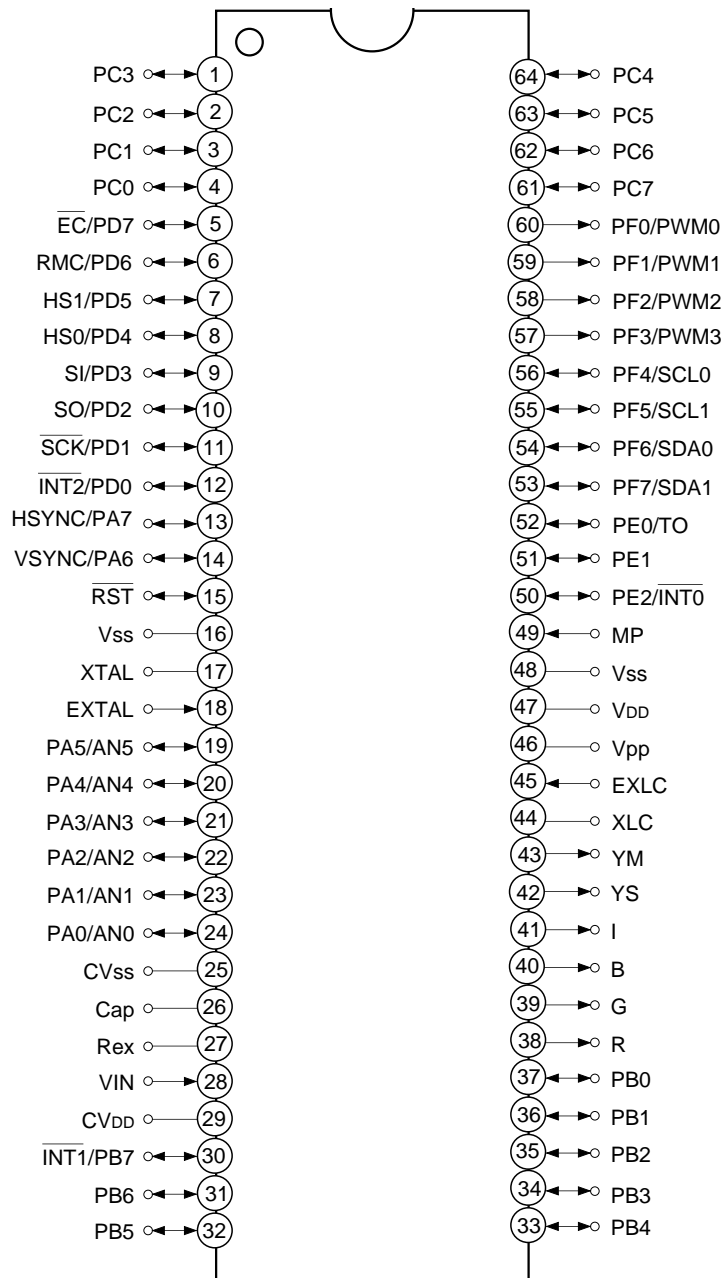 PC3 1 64 PC4
PC2 2 63 PC5
PC1 3 62 PC6
PC0 4 61 PC7
E̅C̅/PD7 5 60 PF0/PWM0
RMC/PD6 6 59 PF1/PWM1
HS1/PD5 7 58 PF2/PWM2
HS0/PD4 8 57 PF3/PWM3
SI/PD3 9 56 PF4/SCL0
SO/PD2 10 55 PF5/SCL1
S̅C̅K̅/PD1 11 54 PF6/SDA0
I̅N̅T̅2̅/PD0 12 53 PF7/SDA1
HSYNC/PA7 13 52 PE0/TO
VSYNC/PA6 14 51 PE1
R̅S̅T̅ 15 50 PE2/I̅N̅T̅0̅
Vss 16 49 MP
XTAL 17 48 Vss
EXTAL 18 47 VDD
PA5/AN5 19 46 Vpp
PA4/AN4 20 45 EXLC
PA3/AN3 21 44 XLC
PA2/AN2 22 43 YM
PA1/AN1 23 42 YS
PA0/AN0 24 41 I
CVss 25 40 B
Cap 26 39 G
Rex 27 38 R
VIN 28 37 PB0
CVDD 29 36 PB1
I̅N̅T̅1̅/PB7 30 35 PB2
PB6 31 34 PB3
PB5 32 33 PB4